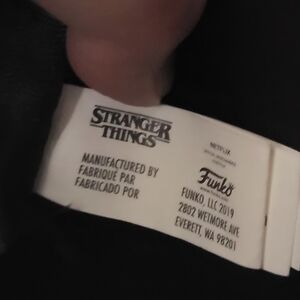 STRANGER
THINGS
MANUFACTURED BY
FABRIQUÉ PAR
FABRICADO POR
NETFLIX
Funko
FUNKO, LLC 2019
2802 WETMORE AVE
EVERETT, WA 98201